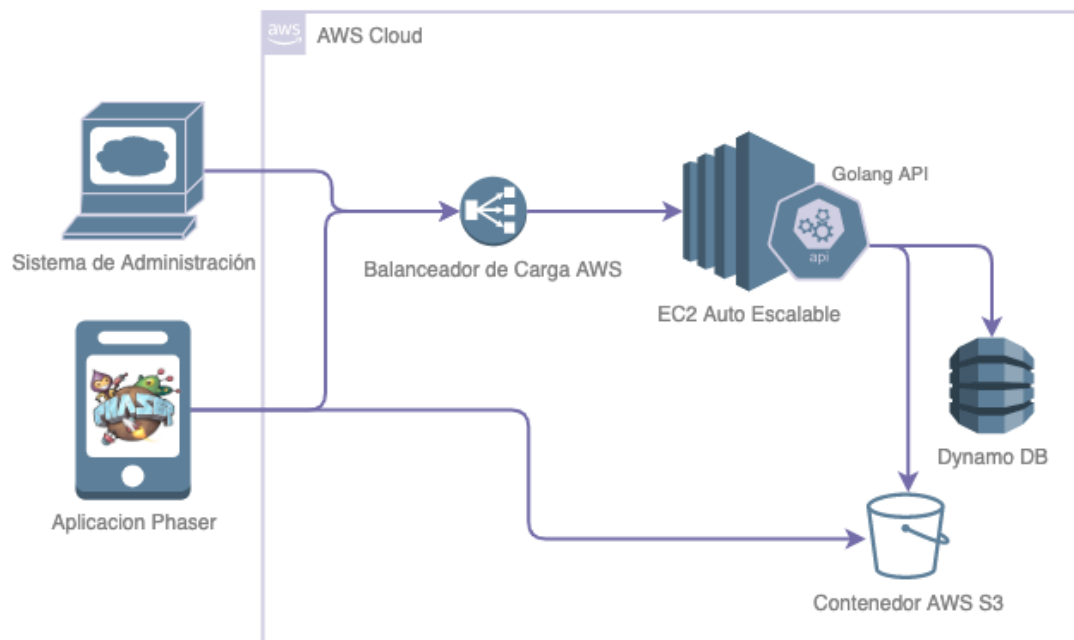 aws
AWS Cloud
Golang API
api
Sistema de Administración
Balanceador de Carga AWS
EC2 Auto Escalable
PHASER
Dynamo DB
Aplicacion Phaser
Contenedor AWS S3